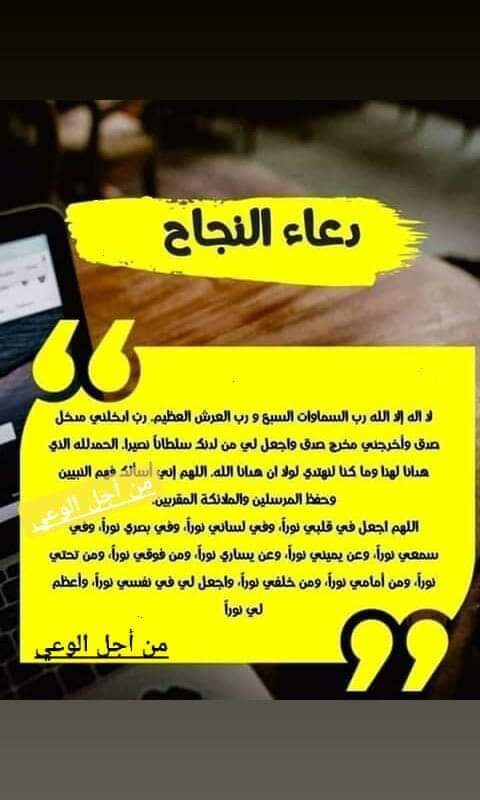 دعاء النجاح
لا اله إلا الله رب السماوات السبع و رب العرش العظيم. ربّ ادخلني مدخل
صدق وأخرجني مخرج صدق واجعل لي من لدنك سلطاناً نصيرا. الحمدلله الذي
هدانا لهذا وما كنا لنهتدي لولا ان هدانا الله. اللهم إني أسألك فهم النبيين
وحفظ المرسلين والملائكة المقربين.
اللهم اجعل في قلبي نوراً، وفي لساني نوراً، وفي بصري نوراً، وفي
سمعي نوراً، وعن يميني نوراً، وعن يساري نوراً، ومن فوقي نوراً، ومن تحتي
نوراً، ومن أمامي نوراً، ومن خلفي نوراً، واجعل لي في نفسي نوراً، وأعظم
لي نوراً
من أجل الوعي
من أجل الوعي